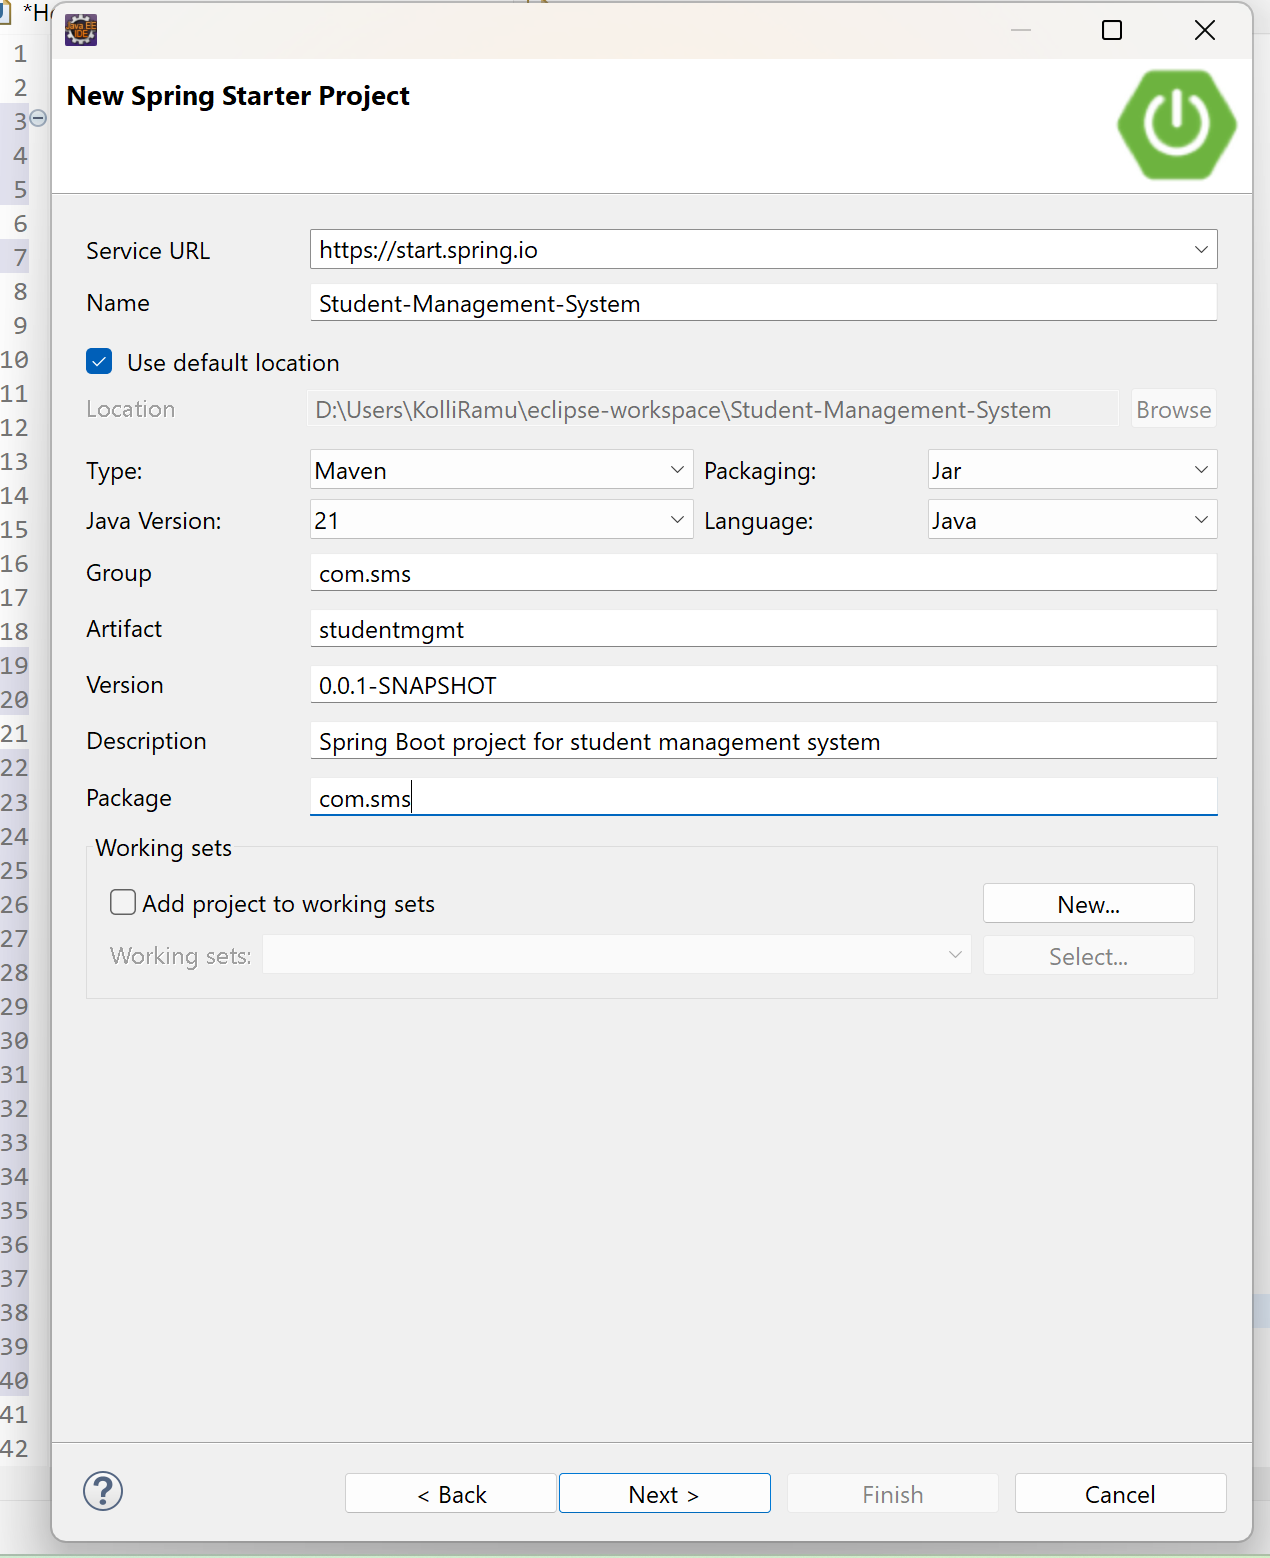 *He
Java EE
IDE
New Spring Starter Project
Service URL https://start.spring.io
Name Student-Management-System
Use default location
Location D:\Users\KolliRamu\eclipse-workspace\Student-Management-System Browse
Type: Maven Packaging: Jar
Java Version: 21 Language: Java
Group com.sms
Artifact studentmgmt
Version 0.0.1-SNAPSHOT
Description Spring Boot project for student management system
Package com.sms
Working sets
Add project to working sets New...
Working sets: Select...
? < Back Next > Finish Cancel
1
2
3
4
5
6
7
8
9
10
11
12
13
14
15
16
17
18
19
20
21
22
23
24
25
26
27
28
29
30
31
32
33
34
35
36
37
38
39
40
41
42